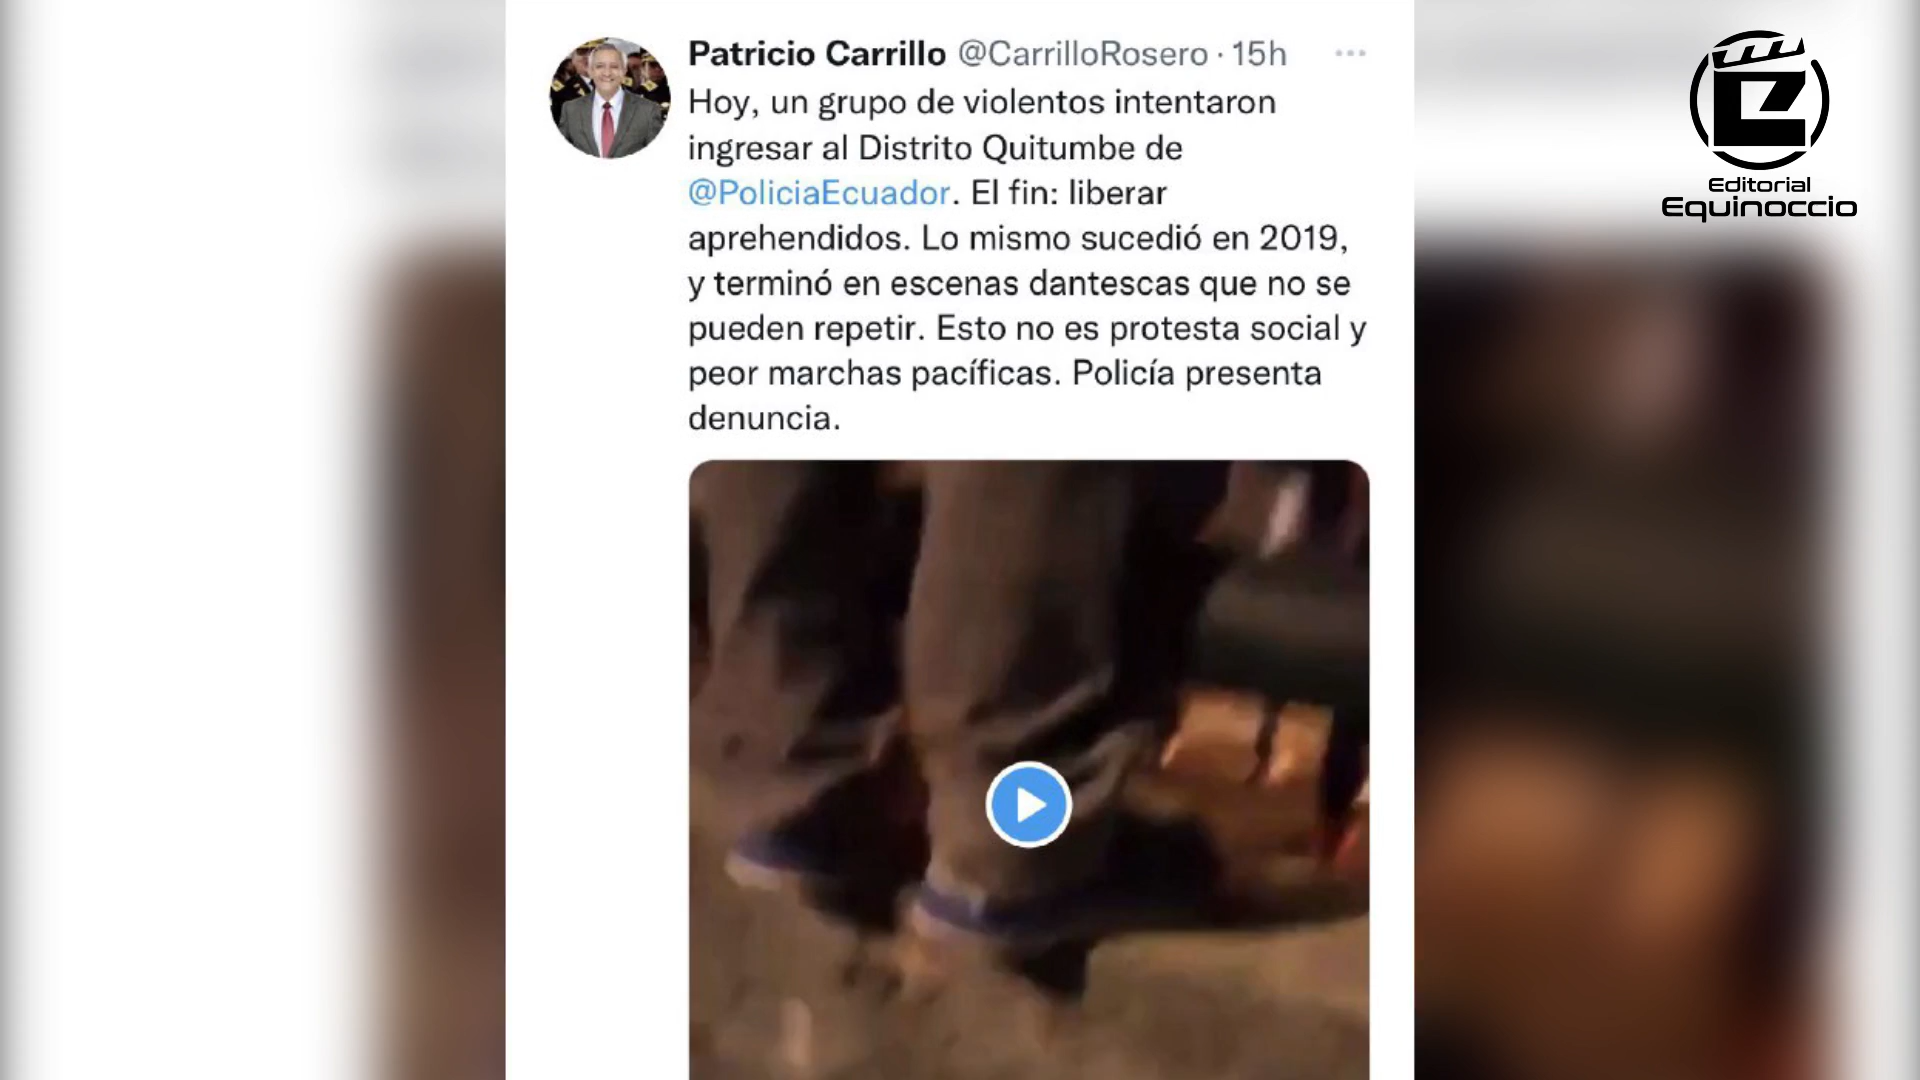 Patricio Carrillo @CarrilloRosero · 15h
Hoy, un grupo de violentos intentaron
ingresar al Distrito Quitumbe de
@PoliciaEcuador. El fin: liberar
aprehendidos. Lo mismo sucedió en 2019,
y terminó en escenas dantescas que no se
pueden repetir. Esto no es protesta social y
peor marchas pacíficas. Policía presenta
denuncia.
Editorial
Equinoccio